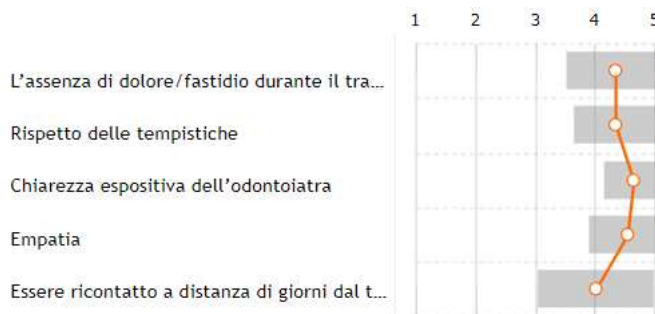 1 2 3 4 5
L'assenza di dolore/fastidio durante il tra...
Rispetto delle tempistiche
Chiarezza espositiva dell'odontoiatra
Empatia
Essere ricontatto a distanza di giorni dal t...